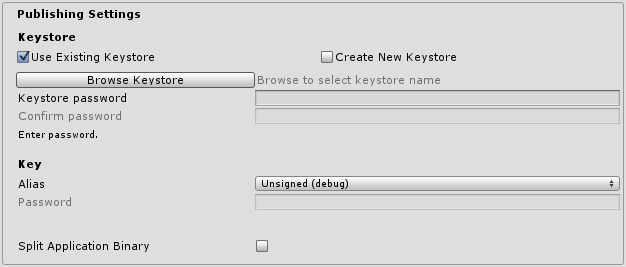 Publishing Settings
Keystore
Use Existing Keystore Create New Keystore
Browse Keystore Browse to select keystore name
Keystore password
Confirm password
Enter password.
Key
Alias Unsigned (debug)
Password
Split Application Binary